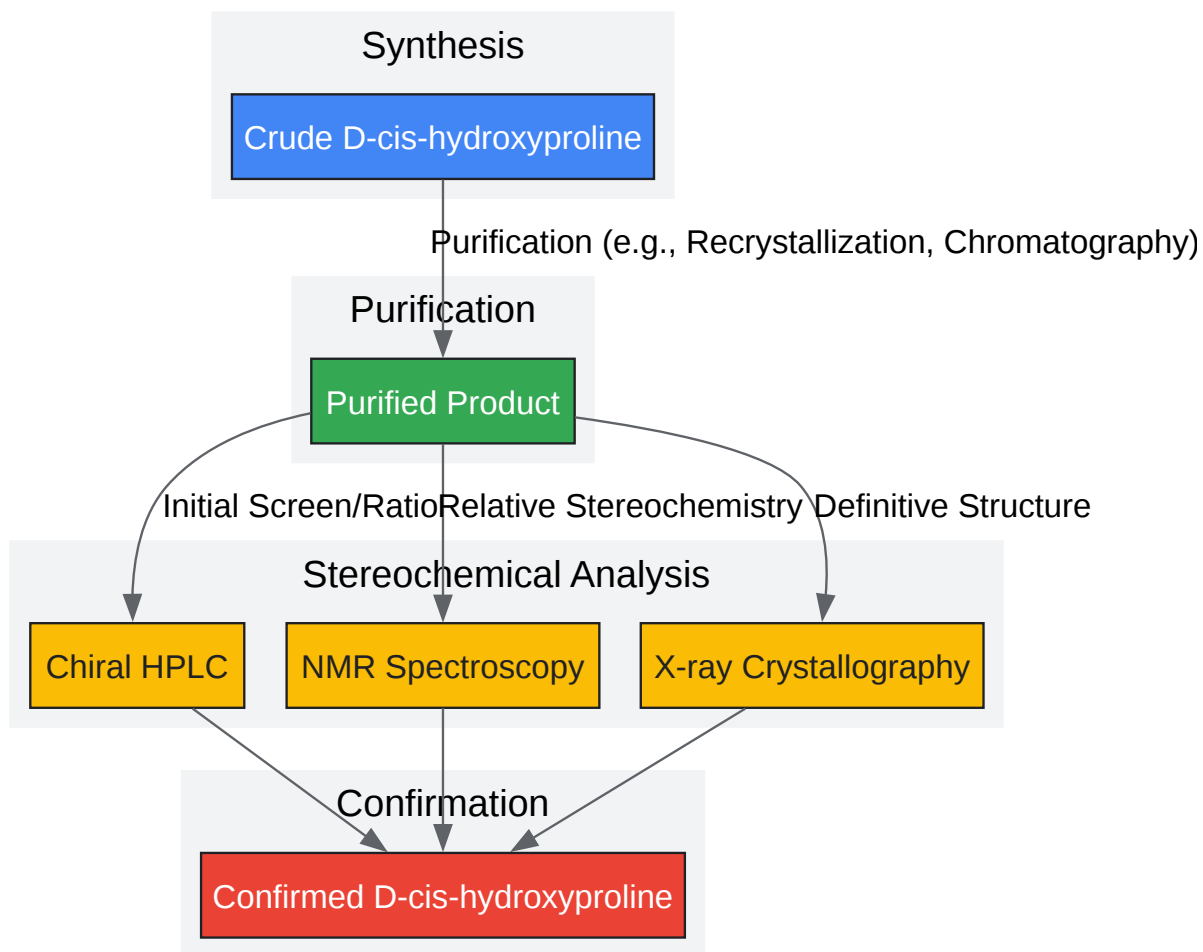 Synthesis
Crude D-cis-hydroxyproline
Purification (e.g., Recrystallization, Chromatography)
Purification
Purified Product
Initial Screen/Ratio
Relative Stereochemistry
Definitive Structure
Stereochemical Analysis
Chiral HPLC
NMR Spectroscopy
X-ray Crystallography
Confirmation
Confirmed D-cis-hydroxyproline